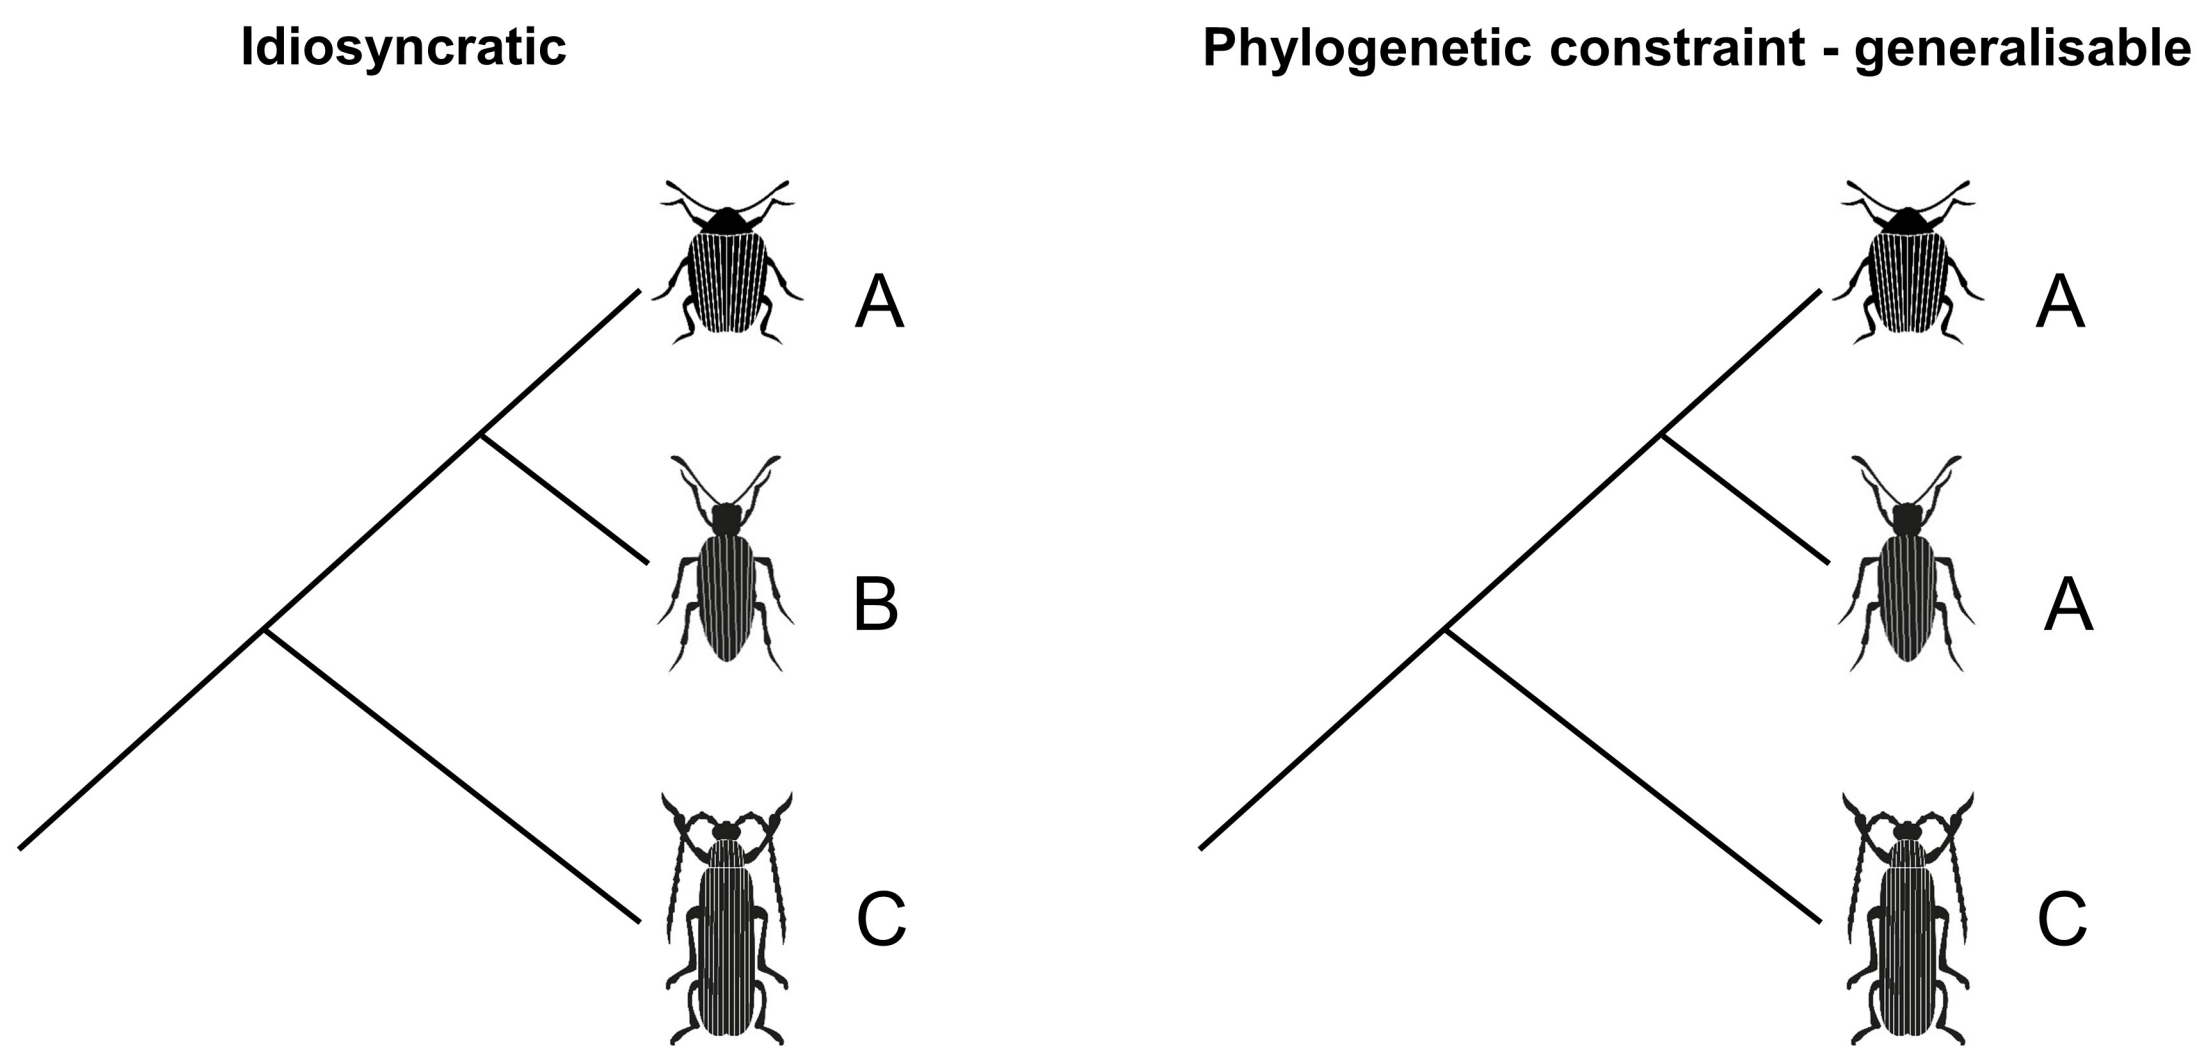 Idiosyncratic
Phylogenetic constraint - generalisable
A
A
B
A
C
C